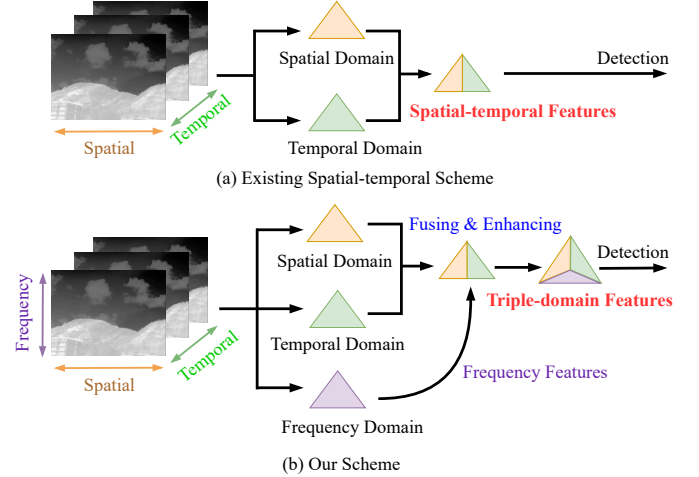 Spatial Domain
Detection
Temporal
Spatial-temporal Features
Spatial
Temporal Domain
(a) Existing Spatial-temporal Scheme
Fusing & Enhancing
Detection
Spatial Domain
Frequency
Triple-domain Features
Temporal
Temporal Domain
Spatial
Frequency Features
Frequency Domain
(b) Our Scheme